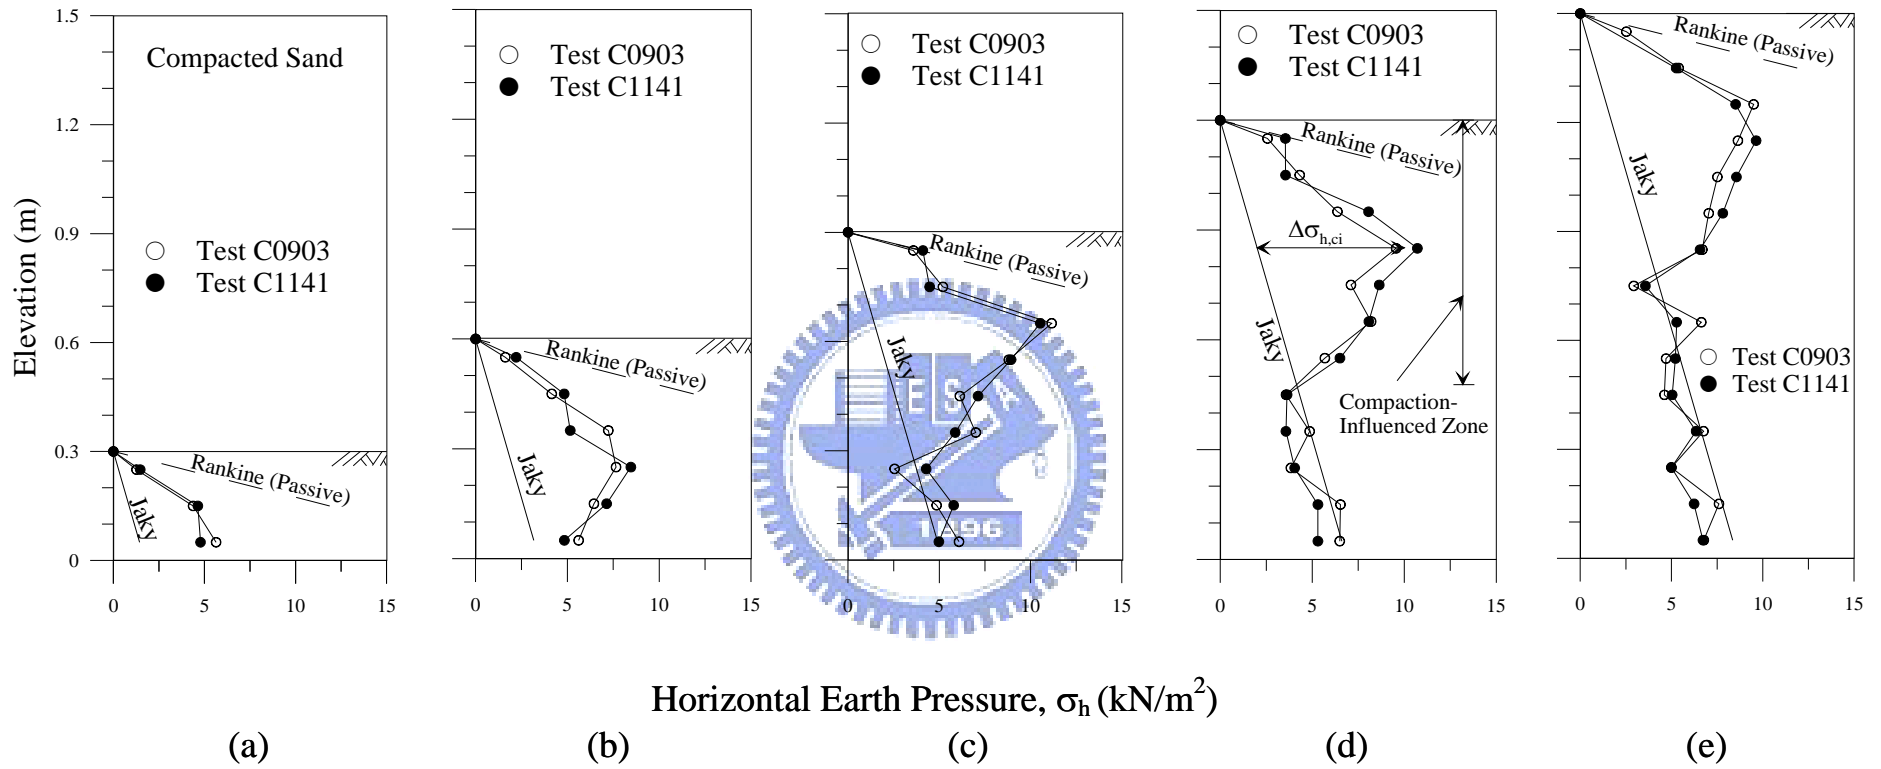 1.5
1.2
0.9
0.6
0.3
0
Elevation (m)
Compacted Sand
Test C0903
Test C1141
Rankine (Passive)
Jaky
0 5 10 15
Test C0903
Test C1141
Rankine (Passive)
Jaky
0 5 10 15
Test C0903
Test C1141
Rankine (Passive)
Jaky
ES
1896
0 5 10 15
Test C0903
Test C1141
Rankine (Passive)
Δσh,ci
Jaky
Compaction-
Influenced Zone
0 5 10 15
Rankine (Passive)
Jaky
Test C0903
Test C1141
0 5 10 15
Horizontal Earth Pressure, σh (kN/m²)
(a) (b) (c) (d) (e)